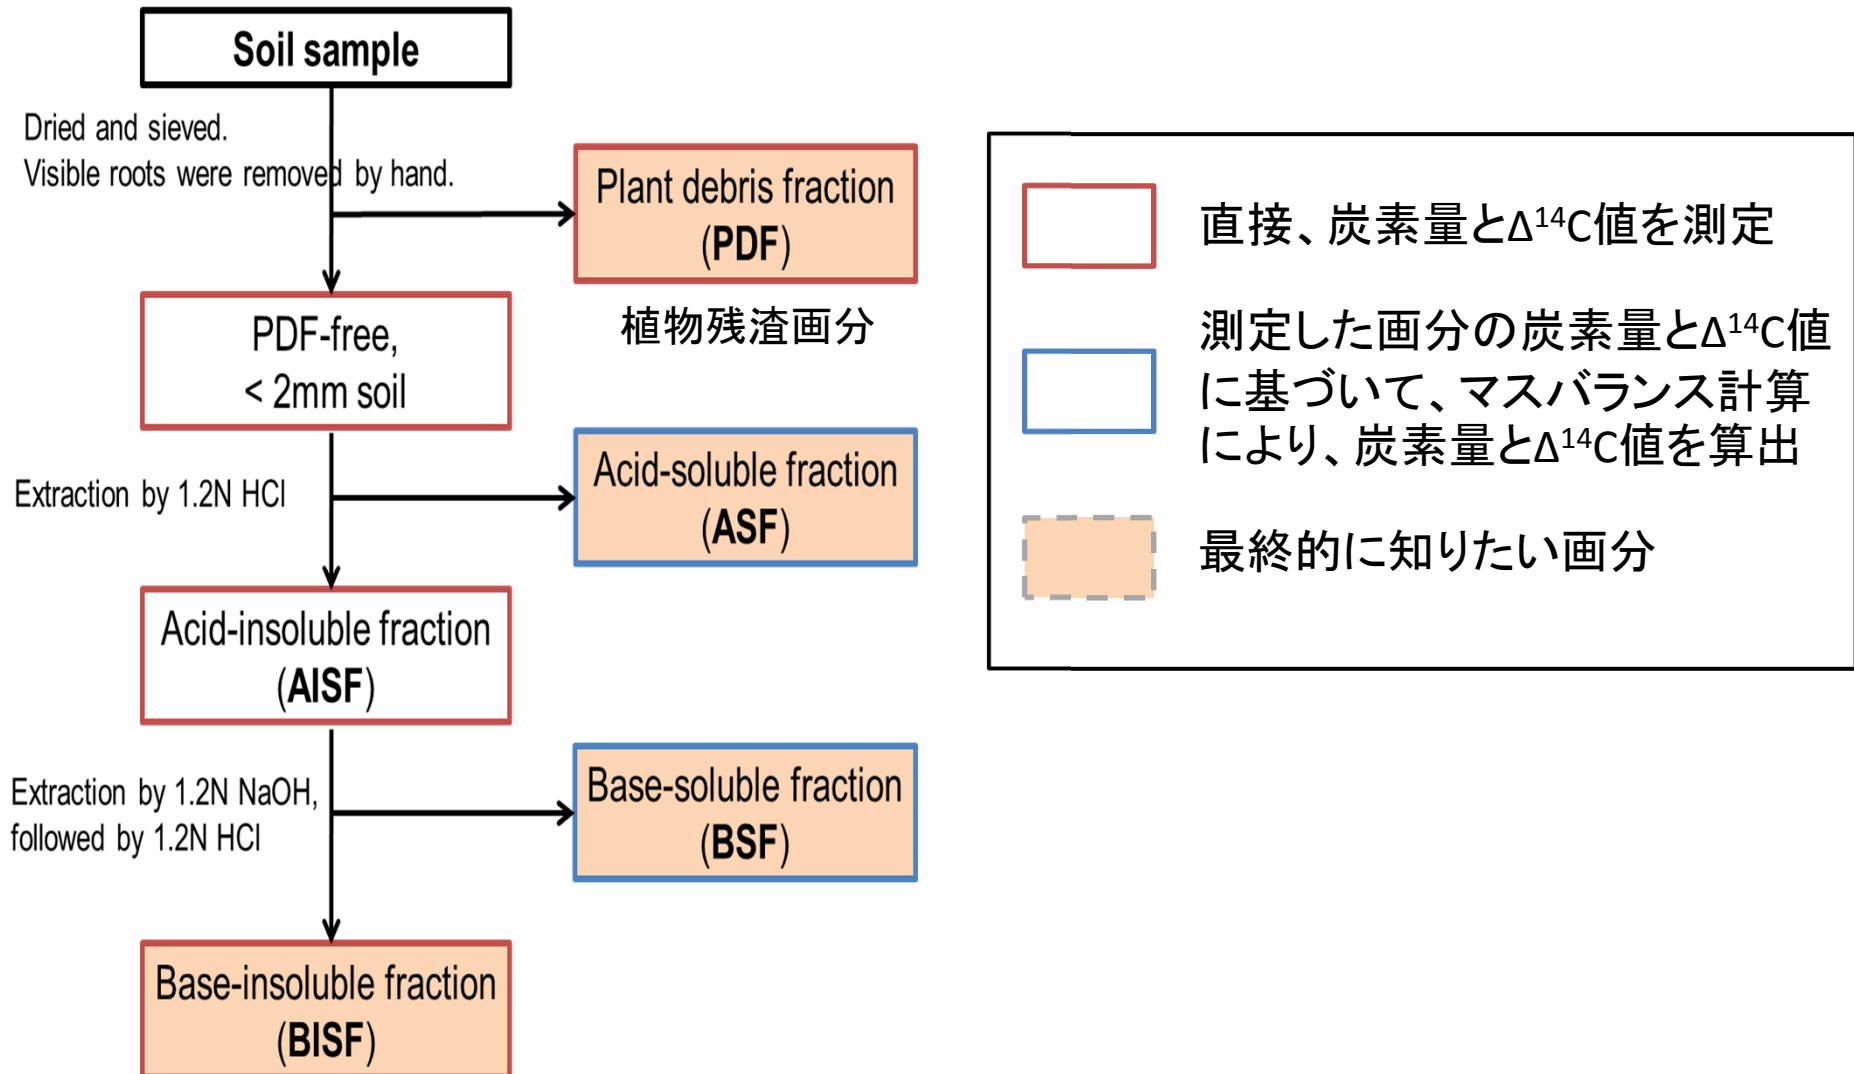 Soil sample
Dried and sieved.
Visible roots were removed by hand.
Plant debris fraction
(PDF)
植物残渣画分
PDF-free,
< 2mm soil
Extraction by 1.2N HCl
Acid-soluble fraction
(ASF)
Acid-insoluble fraction
(AISF)
Extraction by 1.2N NaOH,
followed by 1.2N HCl
Base-soluble fraction
(BSF)
Base-insoluble fraction
(BISF)
直接、炭素量とΔ¹⁴C値を測定
測定した画分の炭素量とΔ¹⁴C値
に基づいて、マスバランス計算
により、炭素量とΔ¹⁴C値を算出
最終的に知りたい画分